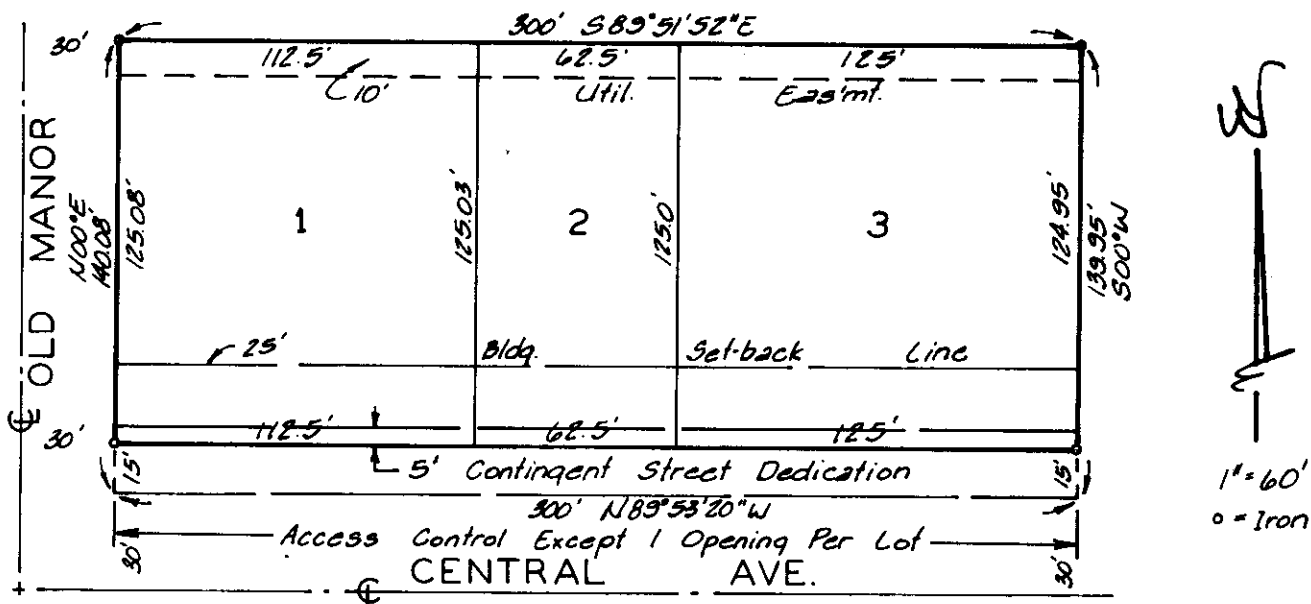 300' S89°51'52"E
30'
112.5' 62.5' 125'
10' Util. Eas'mt.
OLD MANOR
N00°E
140.08'
125.08'
1
125.03'
2
125.0'
3
124.95'
139.95'
S00°W
25' Bldg. Set-back Line
30'
112.5' 62.5' 125'
15' 5' Contingent Street Dedication 15'
300' N89°53'20"W
Access Control Except 1 Opening Per Lot
30' 30'
CENTRAL AVE.
1"=60'
o = Iron